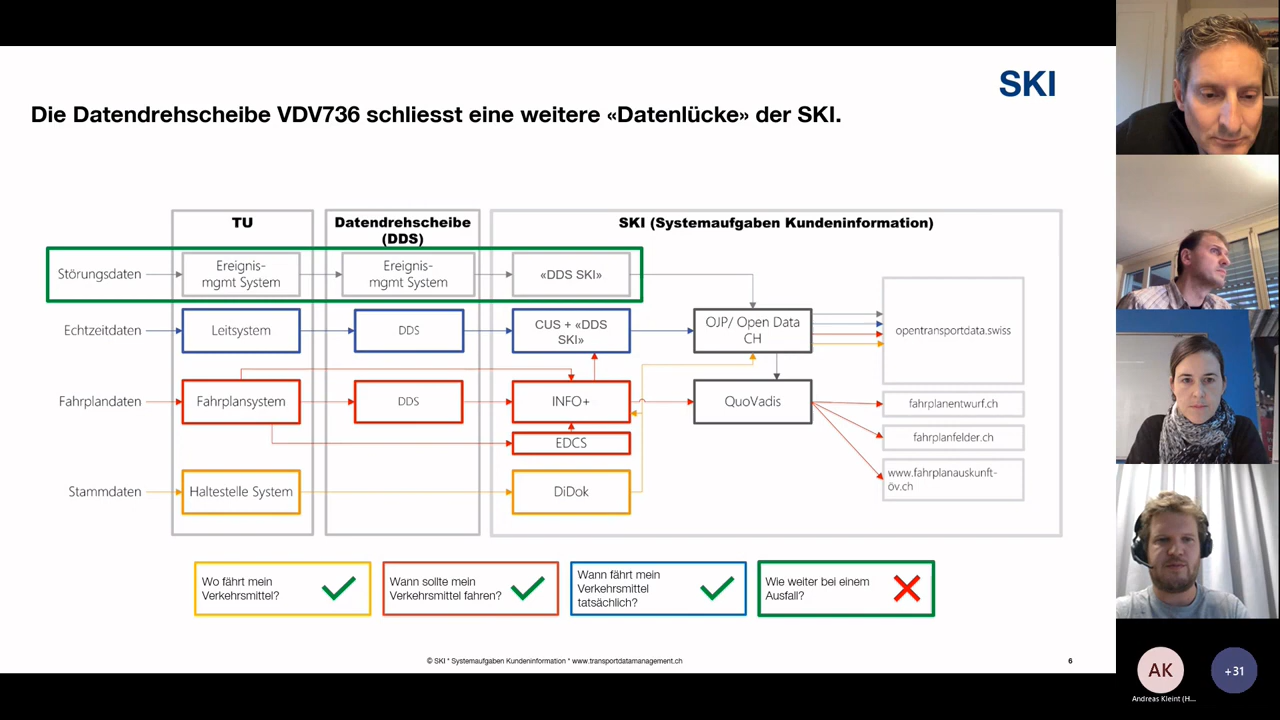 SKI
Die Datendrehscheibe VDV736 schliesst eine weitere «Datenlücke» der SKI.
TU
Datendrehscheibe
(DDS)
SKI (Systemaufgaben Kundeninformation)
Störungsdaten
Ereignis-
mgmt System
Ereignis-
mgmt System
«DDS SKI»
Echtzeitdaten
Leitsystem
DDS
CUS + «DDS
SKI»
OJP/ Open Data
CH
opentransportdata.swiss
Fahrplandaten
Fahrplansystem
DDS
INFO+
QuoVadis
fahrplanentwurf.ch
EDCS
fahrplanfelder.ch
www.fahrplanauskunft-
öv.ch
Stammdaten
Haltestelle System
DiDok
Wo fährt mein
Verkehrsmittel?
Wann sollte mein
Verkehrsmittel fahren?
Wann fährt mein
Verkehrsmittel
tatsächlich?
Wie weiter bei einem
Ausfall?
© SKI * Systemaufgaben Kundeninformation * www.transportdatamanagement.ch
6
AK
+31
Andreas Kleint (H...